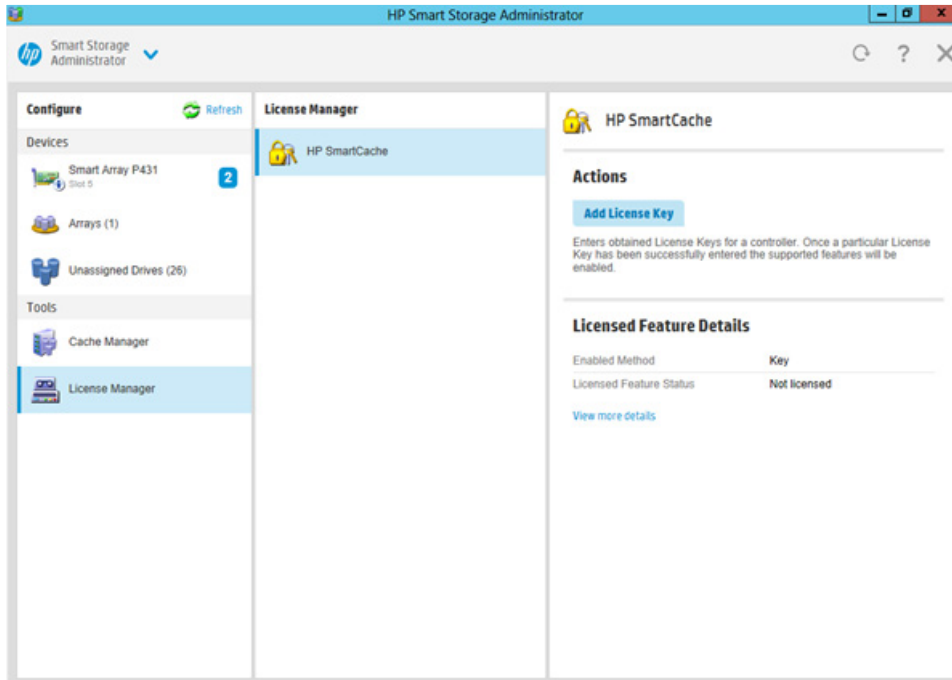 HP Smart Storage Administrator
hp
Smart Storage
Administrator
?
Configure
Refresh
Devices
Smart Array P431
Slot 5
2
Arrays (1)
Unassigned Drives (26)
Tools
Cache Manager
License Manager
License Manager
HP SmartCache
HP SmartCache
Actions
Add License Key
Enters obtained License Keys for a controller. Once a particular License
Key has been successfully entered the supported features will be
enabled.
Licensed Feature Details
Enabled Method Key
Licensed Feature Status Not licensed
View more details